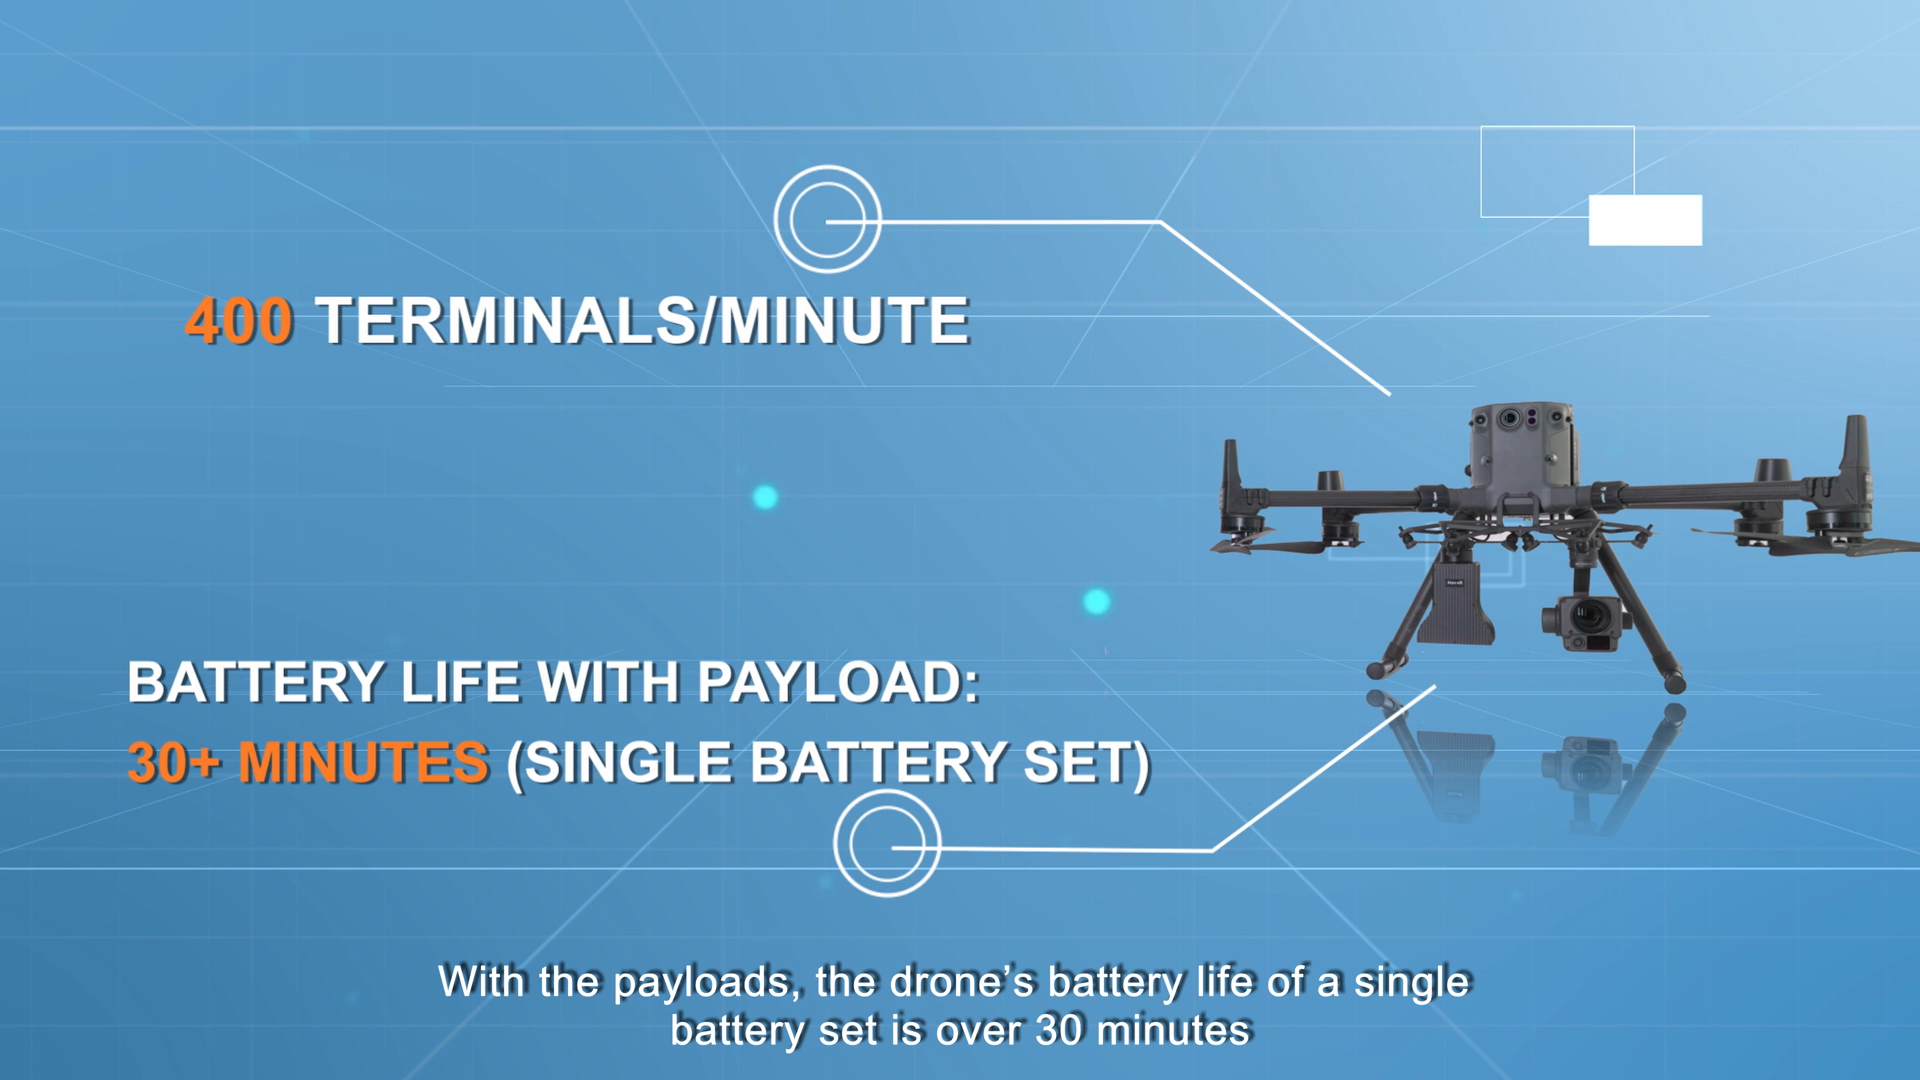 400 TERMINALS/MINUTE
BATTERY LIFE WITH PAYLOAD:
30+ MINUTES (SINGLE BATTERY SET)
With the payloads, the drone’s battery life of a single
battery set is over 30 minutes